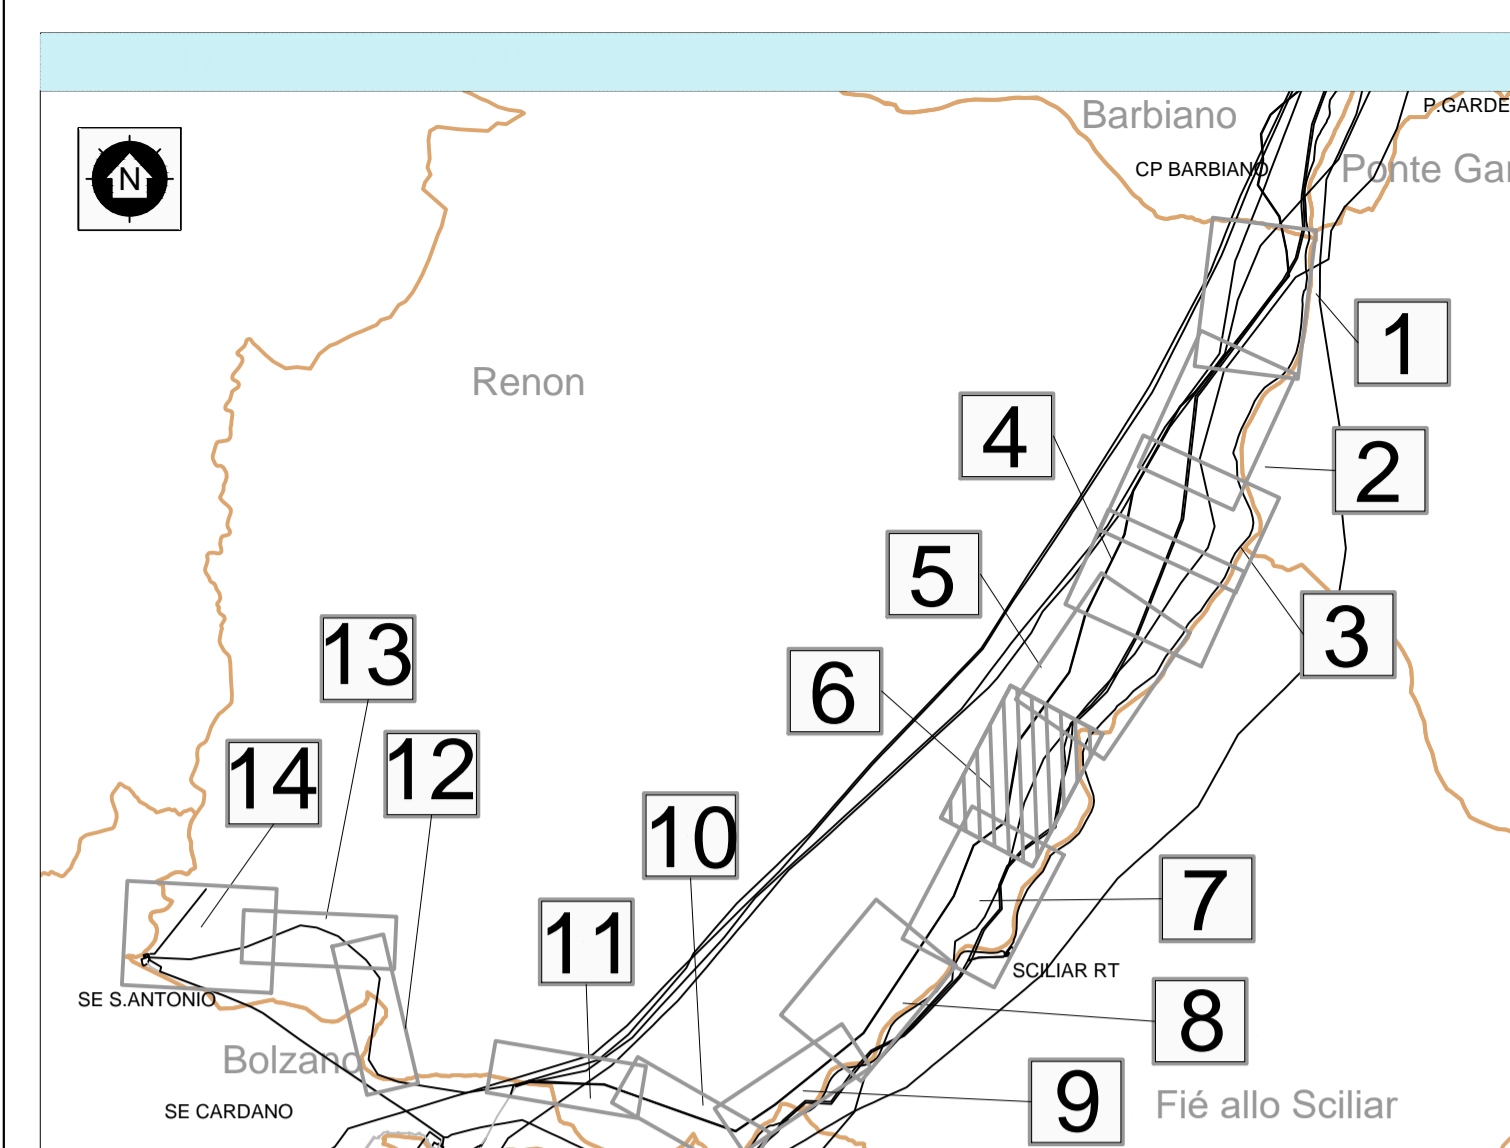 Barbiano
P.GARDE
CP BARBIANO
Ponte Gar
N
1
Renon
4
2
5
3
13
6
14
12
10
7
11
SCILIAR RT
SE S.ANTONIO
8
Bolzano
9
Fié allo Sciliar
SE CARDANO